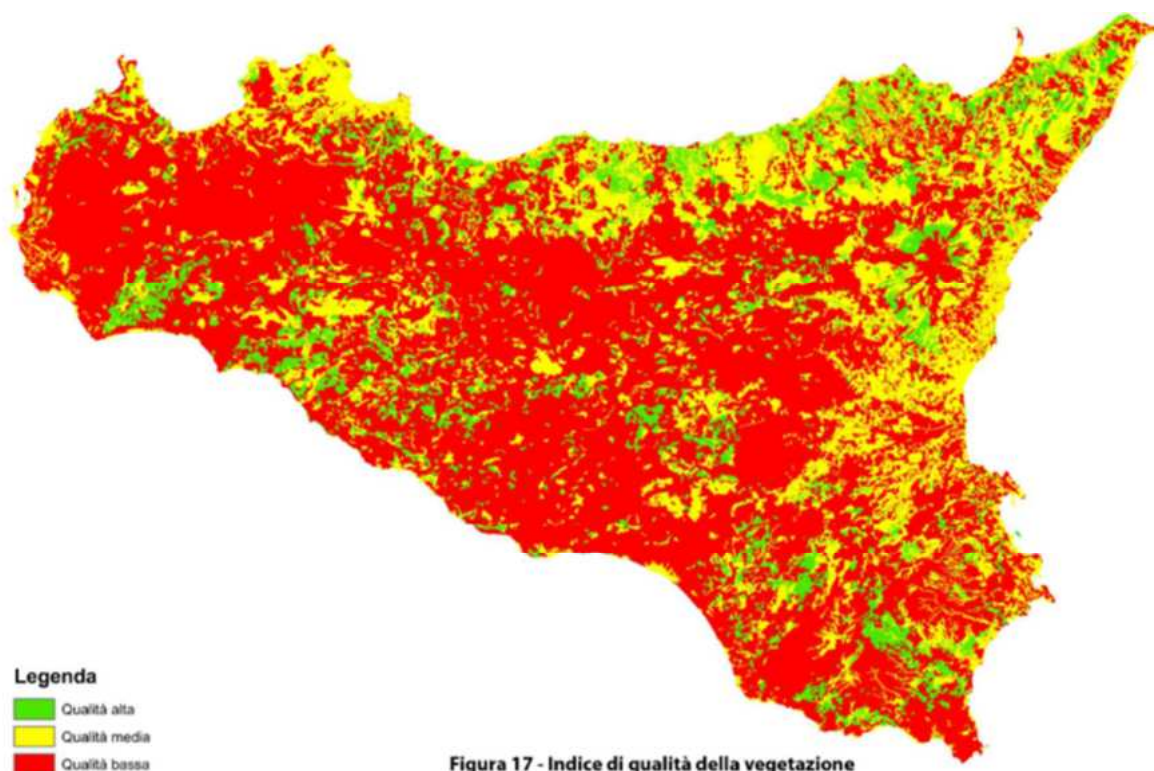 Legenda
Qualità alta
Qualità media
Qualità bassa
Figura 17 - Indice di qualità della vegetazione